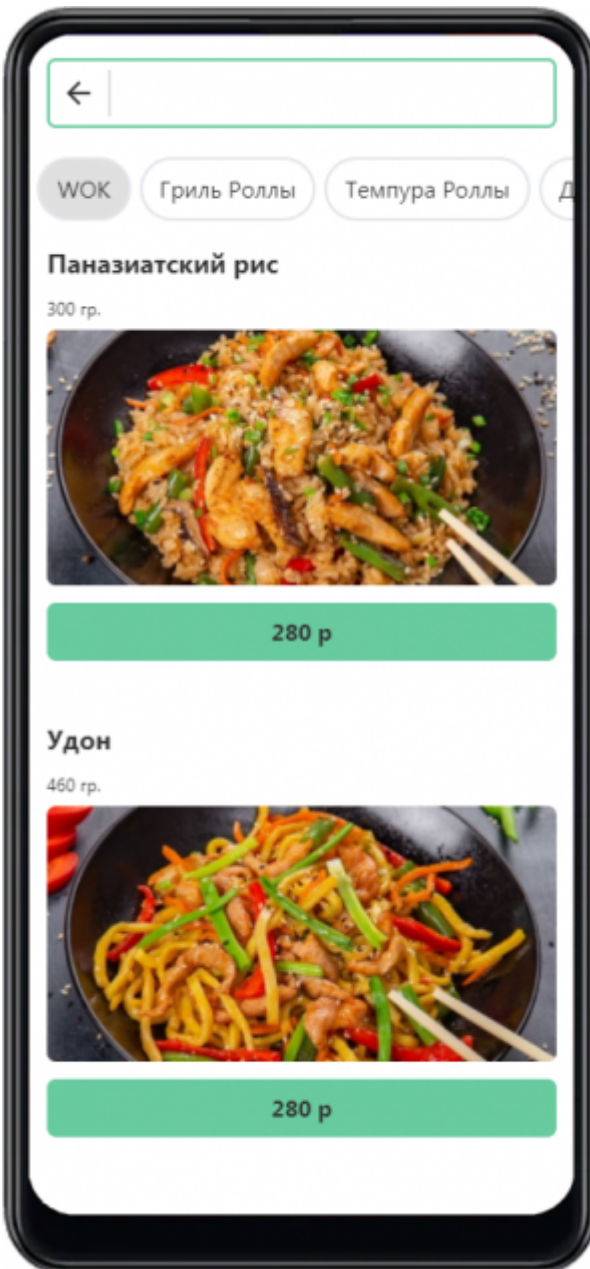 WOK
Гриль Роллы
Темпура Роллы
Д
Паназиатский рис
300 гр.
280 р
Удон
460 гр.
280 р